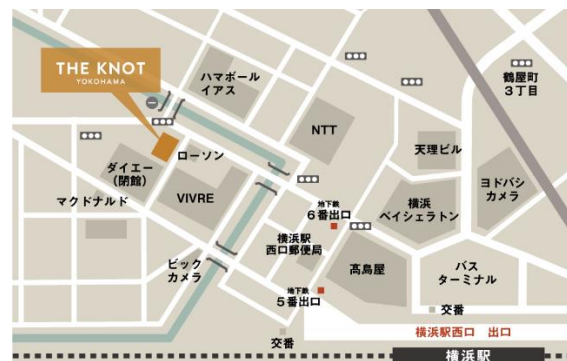 THE KNOT
YOKOHAMA
ハマボール
イアス
鶴屋町
3丁目
NTT
天理ビル
ダイエー
(閉館)
ローソン
マクドナルド
VIVRE
地下鉄
6番出口
横浜
ベイシェラトン
ヨドバシ
カメラ
横浜駅
西口郵便局
髙島屋
ビック
カメラ
バス
ターミナル
地下鉄
5番出口
交番
交番
横浜駅西口 出口
横浜駅